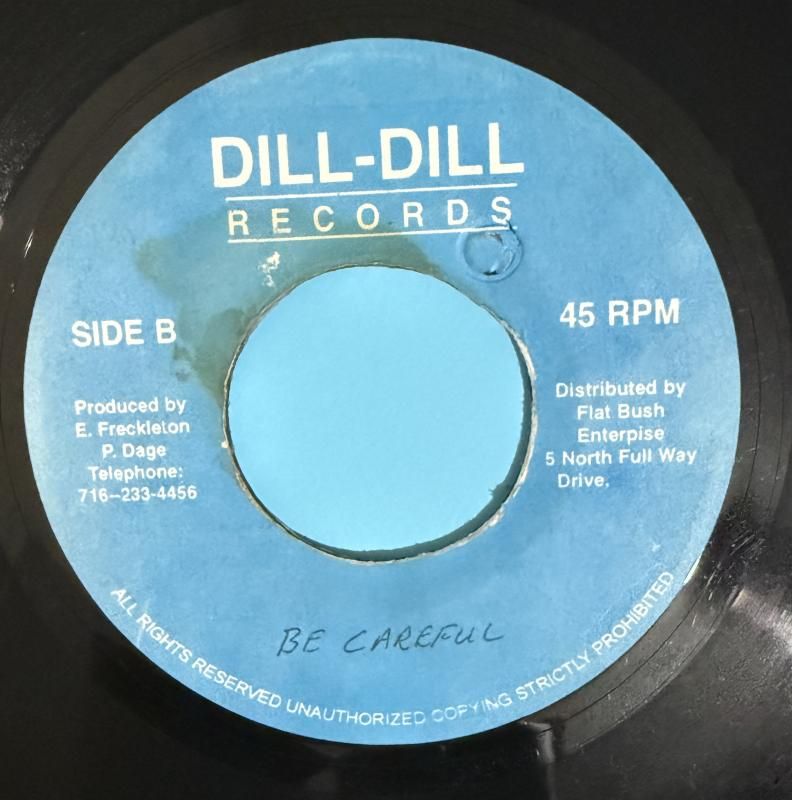 DILL-DILL
RECORDS
SIDE B
45 RPM
Produced by
E. Freckleton
P. Dage
Telephone:
716-233-4456
Distributed by
Flat Bush
Enterpise
5 North Full Way
Drive,
BE CAREFUL
ALL RIGHTS RESERVED UNAUTHORIZED COPYING STRICTLY PROHIBITED